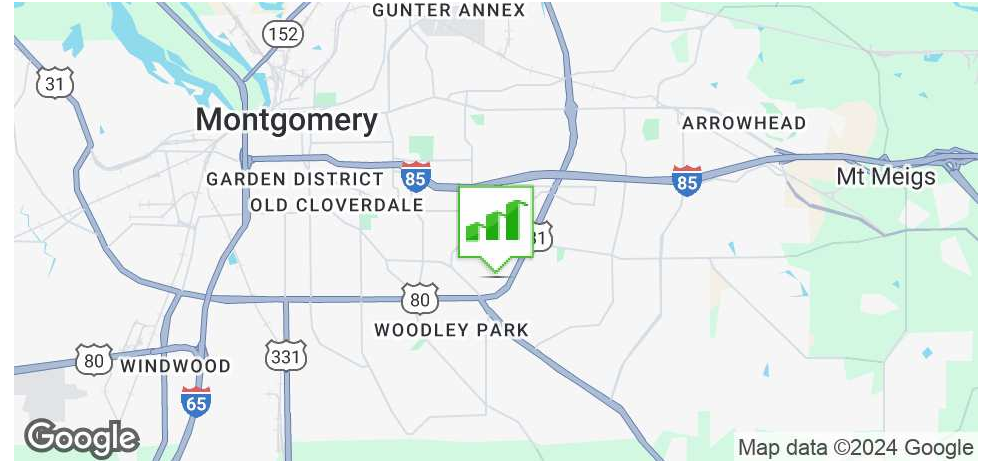 GUNTER ANNEX
152
31
Montgomery
ARROWHEAD
85
85
Mt Meigs
GARDEN DISTRICT
OLD CLOVERDALE
80
WOODLEY PARK
331
80
WINDWOOD
65
Google
Map data ©2024 Google